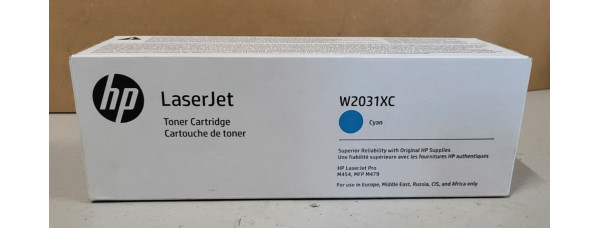 hp
LaserJet
Toner Cartridge
Cartouche de toner
W2031XC
Cyan
Superior Reliability with Original HP Supplies
Une fiabilité supérieure avec les fournitures HP authentiques
HP LaserJet Pro
M454, MFP M479
For use in Europe, Middle East, Russia, CIS, and Africa only